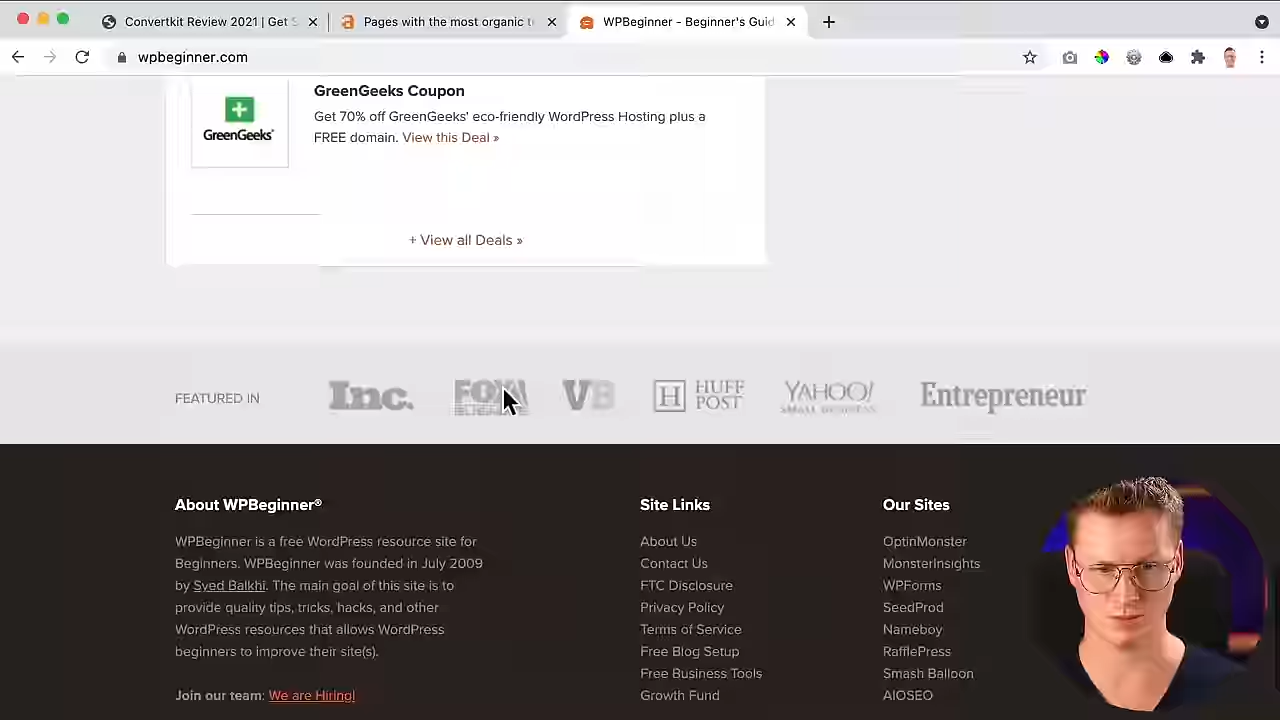 Convertkit Review 2021 | Get S
Pages with the most organic t
WPBeginner - Beginner's Guid
wpbeginner.com
GreenGeeks Coupon
Get 70% off GreenGeeks' eco-friendly WordPress Hosting plus a
FREE domain. View this Deal »
GreenGeeks
+ View all Deals »
FEATURED IN
Inc.
FOX
VB
HUFF
POST
YAHOO!
SMALL BUSINESS
Entrepreneur
About WPBeginner®
WPBeginner is a free WordPress resource site for
Beginners. WPBeginner was founded in July 2009
by Syed Balkhi. The main goal of this site is to
provide quality tips, tricks, hacks, and other
WordPress resources that allows WordPress
beginners to improve their site(s).
Join our team: We are Hiring!
Site Links
About Us
Contact Us
FTC Disclosure
Privacy Policy
Terms of Service
Free Blog Setup
Free Business Tools
Growth Fund
Our Sites
OptinMonster
MonsterInsights
WPForms
SeedProd
Nameboy
RafflePress
Smash Balloon
AIOSEO